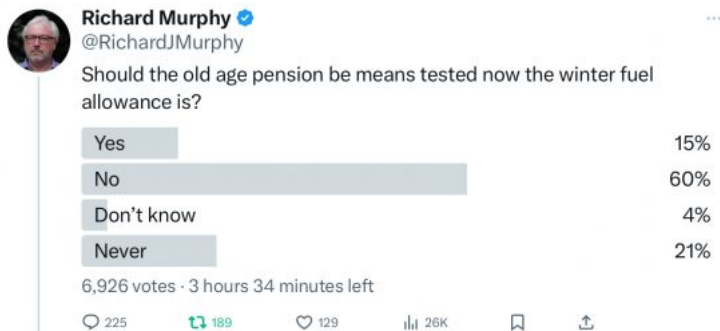 Richard Murphy
@RichardJMurphy
Should the old age pension be means tested now the winter fuel
allowance is?
Yes 15%
No 60%
Don't know 4%
Never 21%
6,926 votes · 3 hours 34 minutes left
225 189 129 26K